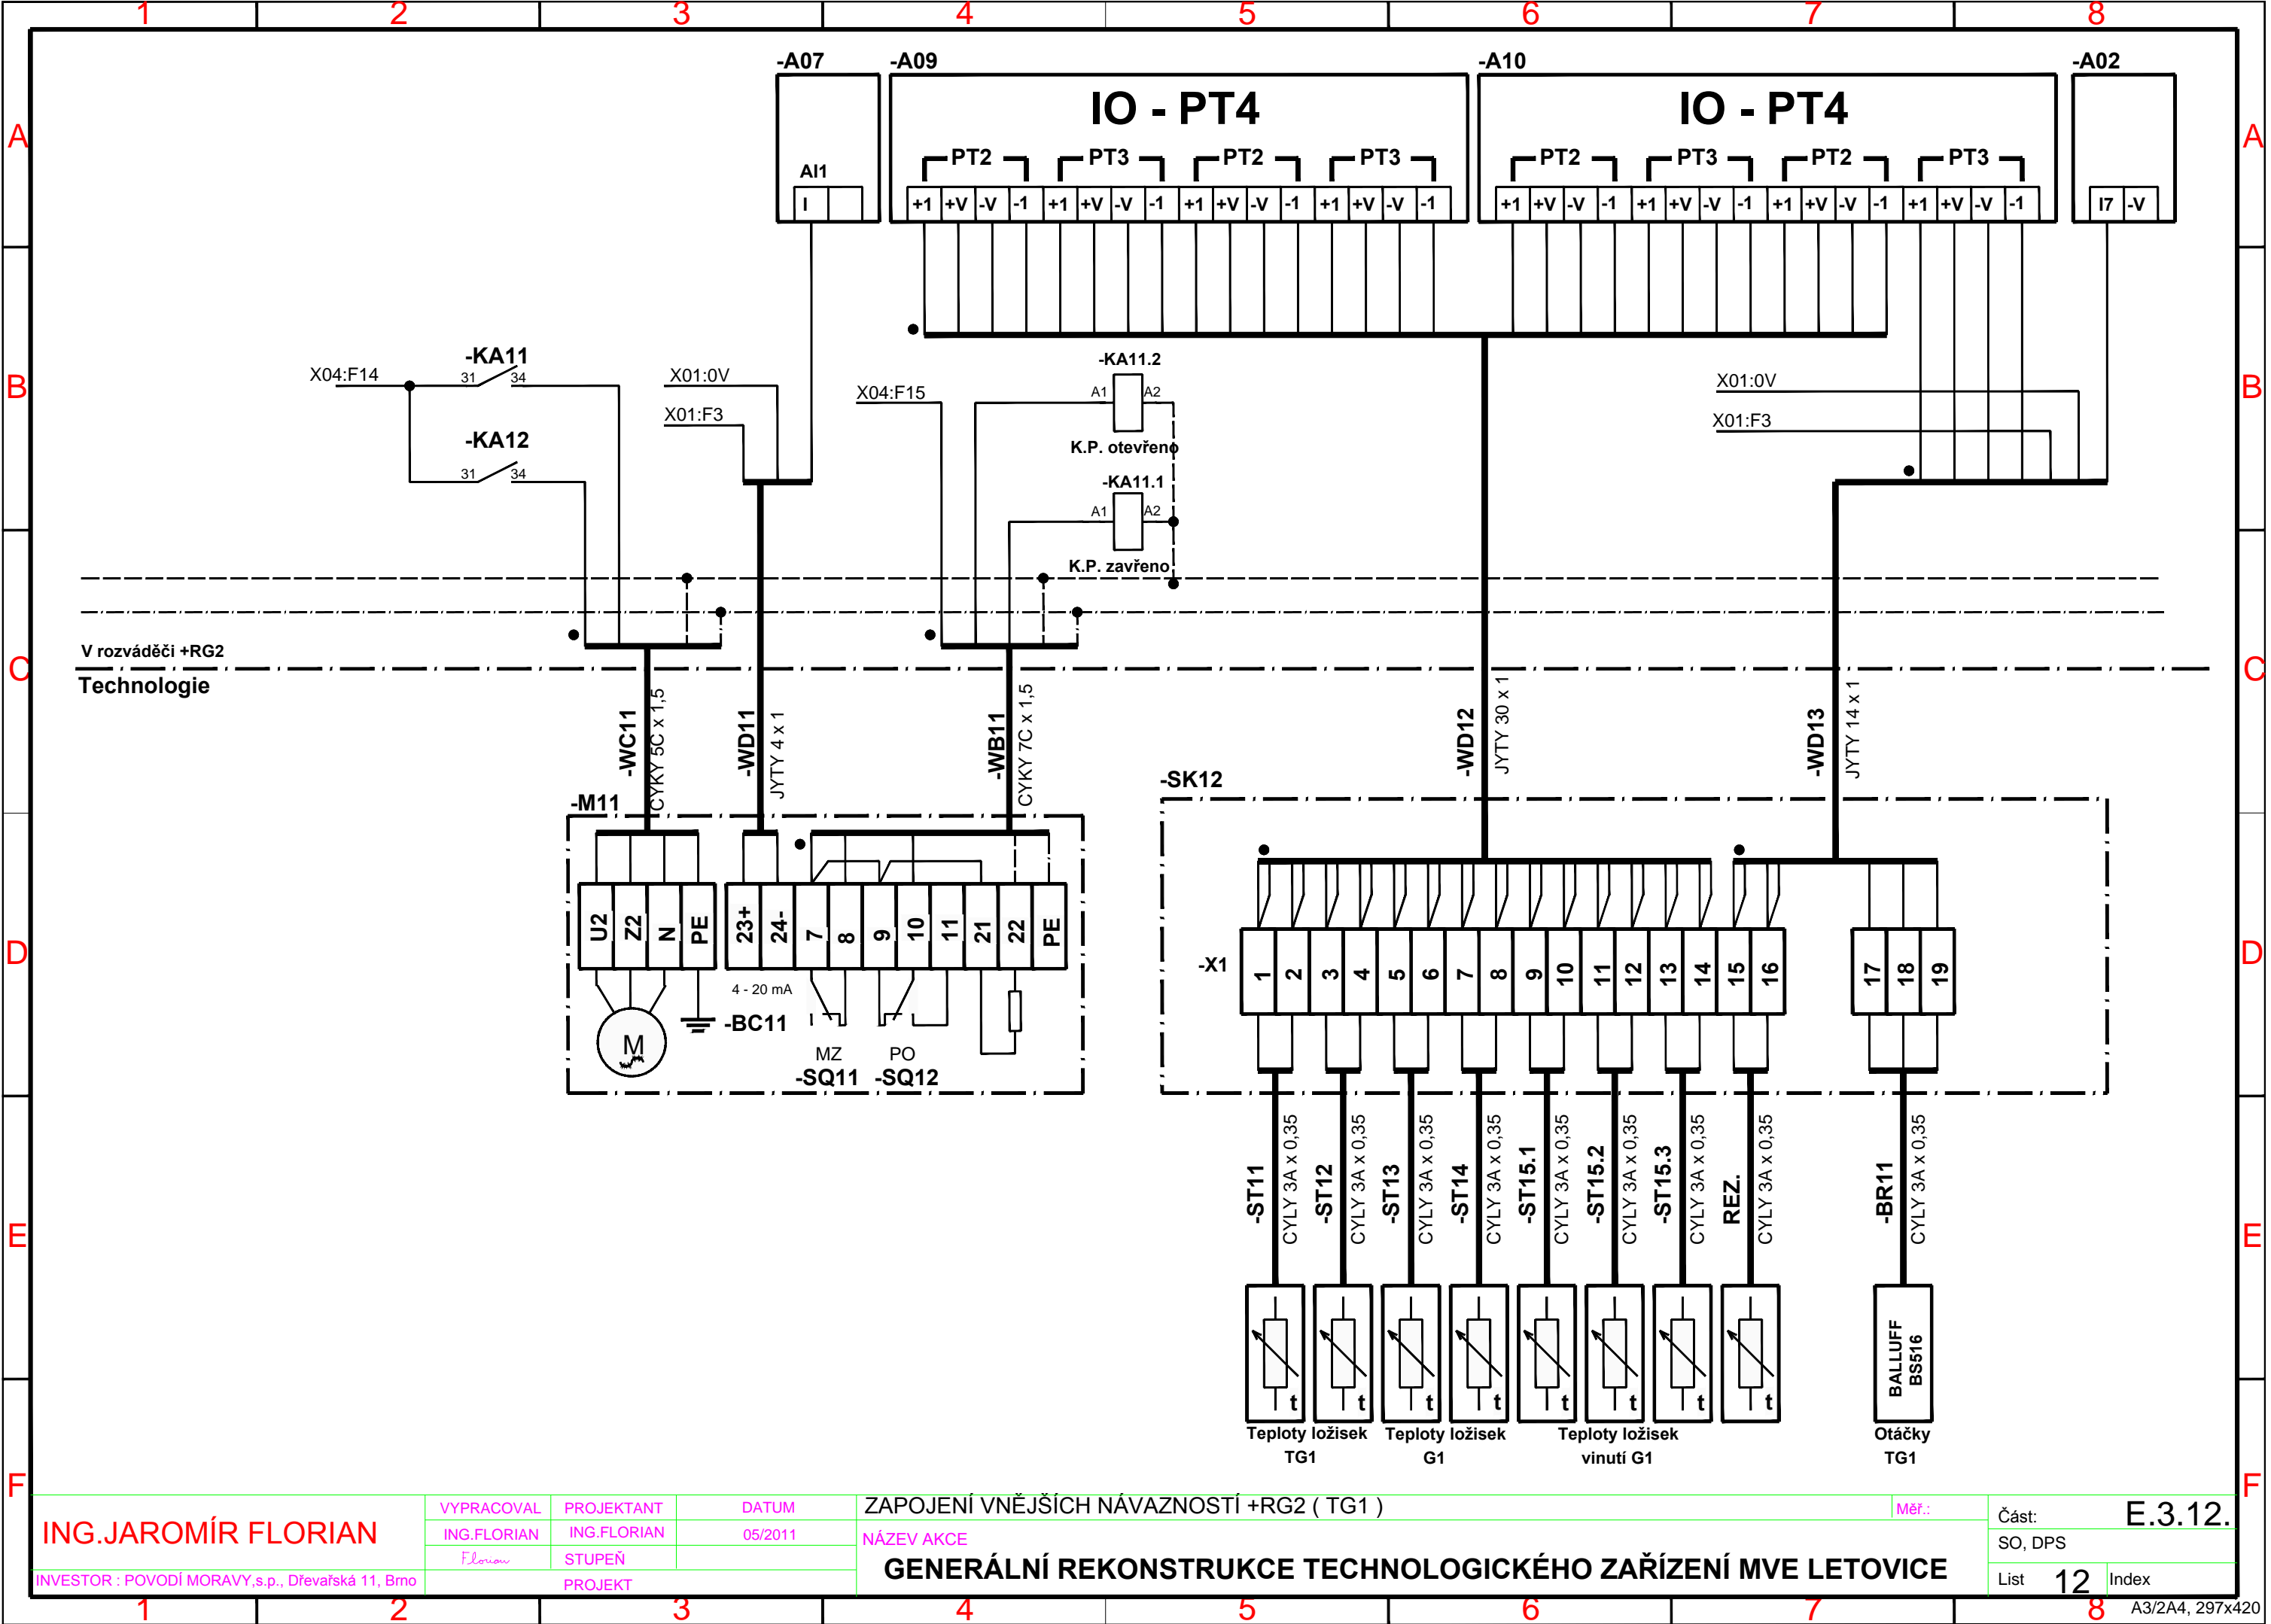 1 2 3 4 5 6 7 8
-A07 -A09 -A10 -A02
IO - PT4 IO - PT4
A A
PT2 PT3 PT2 PT3 PT2 PT3 PT2 PT3
AI1
I +1 +V -V -1 +1 +V -V -1 +1 +V -V -1 +1 +V -V -1 +1 +V -V -1 +1 +V -V -1 +1 +V -V -1 +1 +V -V -1 I7 -V
-KA11
X04:F14 31 34
-KA12
31 34
X01:0V
X01:F3
X04:F15
-KA11.2
A1 A2
K.P. otevřeno
-KA11.1
A1 A2
K.P. zavřeno
X01:0V
X01:F3
B B
V rozváděči +RG2
C C
Technologie
-WC11 CYKY 5C x 1,5
-WD11 JYTY 4 x 1
-WB11 CYKY 7C x 1,5
-WD12 JYTY 30 x 1
-WD13 JYTY 14 x 1
-M11
-SK12
U2 Z2 N PE 23+ 24- 7 8 9 10 11 21 22 PE
D D
-X1 1 2 3 4 5 6 7 8 9 10 11 12 13 14 15 16 17 18 19
4 - 20 mA
-BC11
M
MZ PO
-SQ11 -SQ12
-ST11 CYLY 3A x 0,35
-ST12 CYLY 3A x 0,35
-ST13 CYLY 3A x 0,35
-ST14 CYLY 3A x 0,35
-ST15.1 CYLY 3A x 0,35
-ST15.2 CYLY 3A x 0,35
-ST15.3 CYLY 3A x 0,35
REZ. CYLY 3A x 0,35
-BR11 CYLY 3A x 0,35
E E
t t t t t t t t
BALLUFF
BS516
Teploty ložisek
TG1
Teploty ložisek
G1
Teploty ložisek
vinutí G1
Otáčky
TG1
F F
ING.JAROMÍR FLORIAN
INVESTOR : POVODÍ MORAVY,s.p., Dřevařská 11, Brno
VYPRACOVAL PROJEKTANT DATUM
ING.FLORIAN ING.FLORIAN 05/2011
Florian STUPEŇ
PROJEKT
ZAPOJENÍ VNĚJŠÍCH NÁVAZNOSTÍ +RG2 ( TG1 )
Měř.:
NÁZEV AKCE
GENERÁLNÍ REKONSTRUKCE TECHNOLOGICKÉHO ZAŘÍZENÍ MVE LETOVICE
Část: E.3.12.
SO, DPS
List 12 Index
1 2 3 4 5 6 7 8
A3/2A4, 297x420